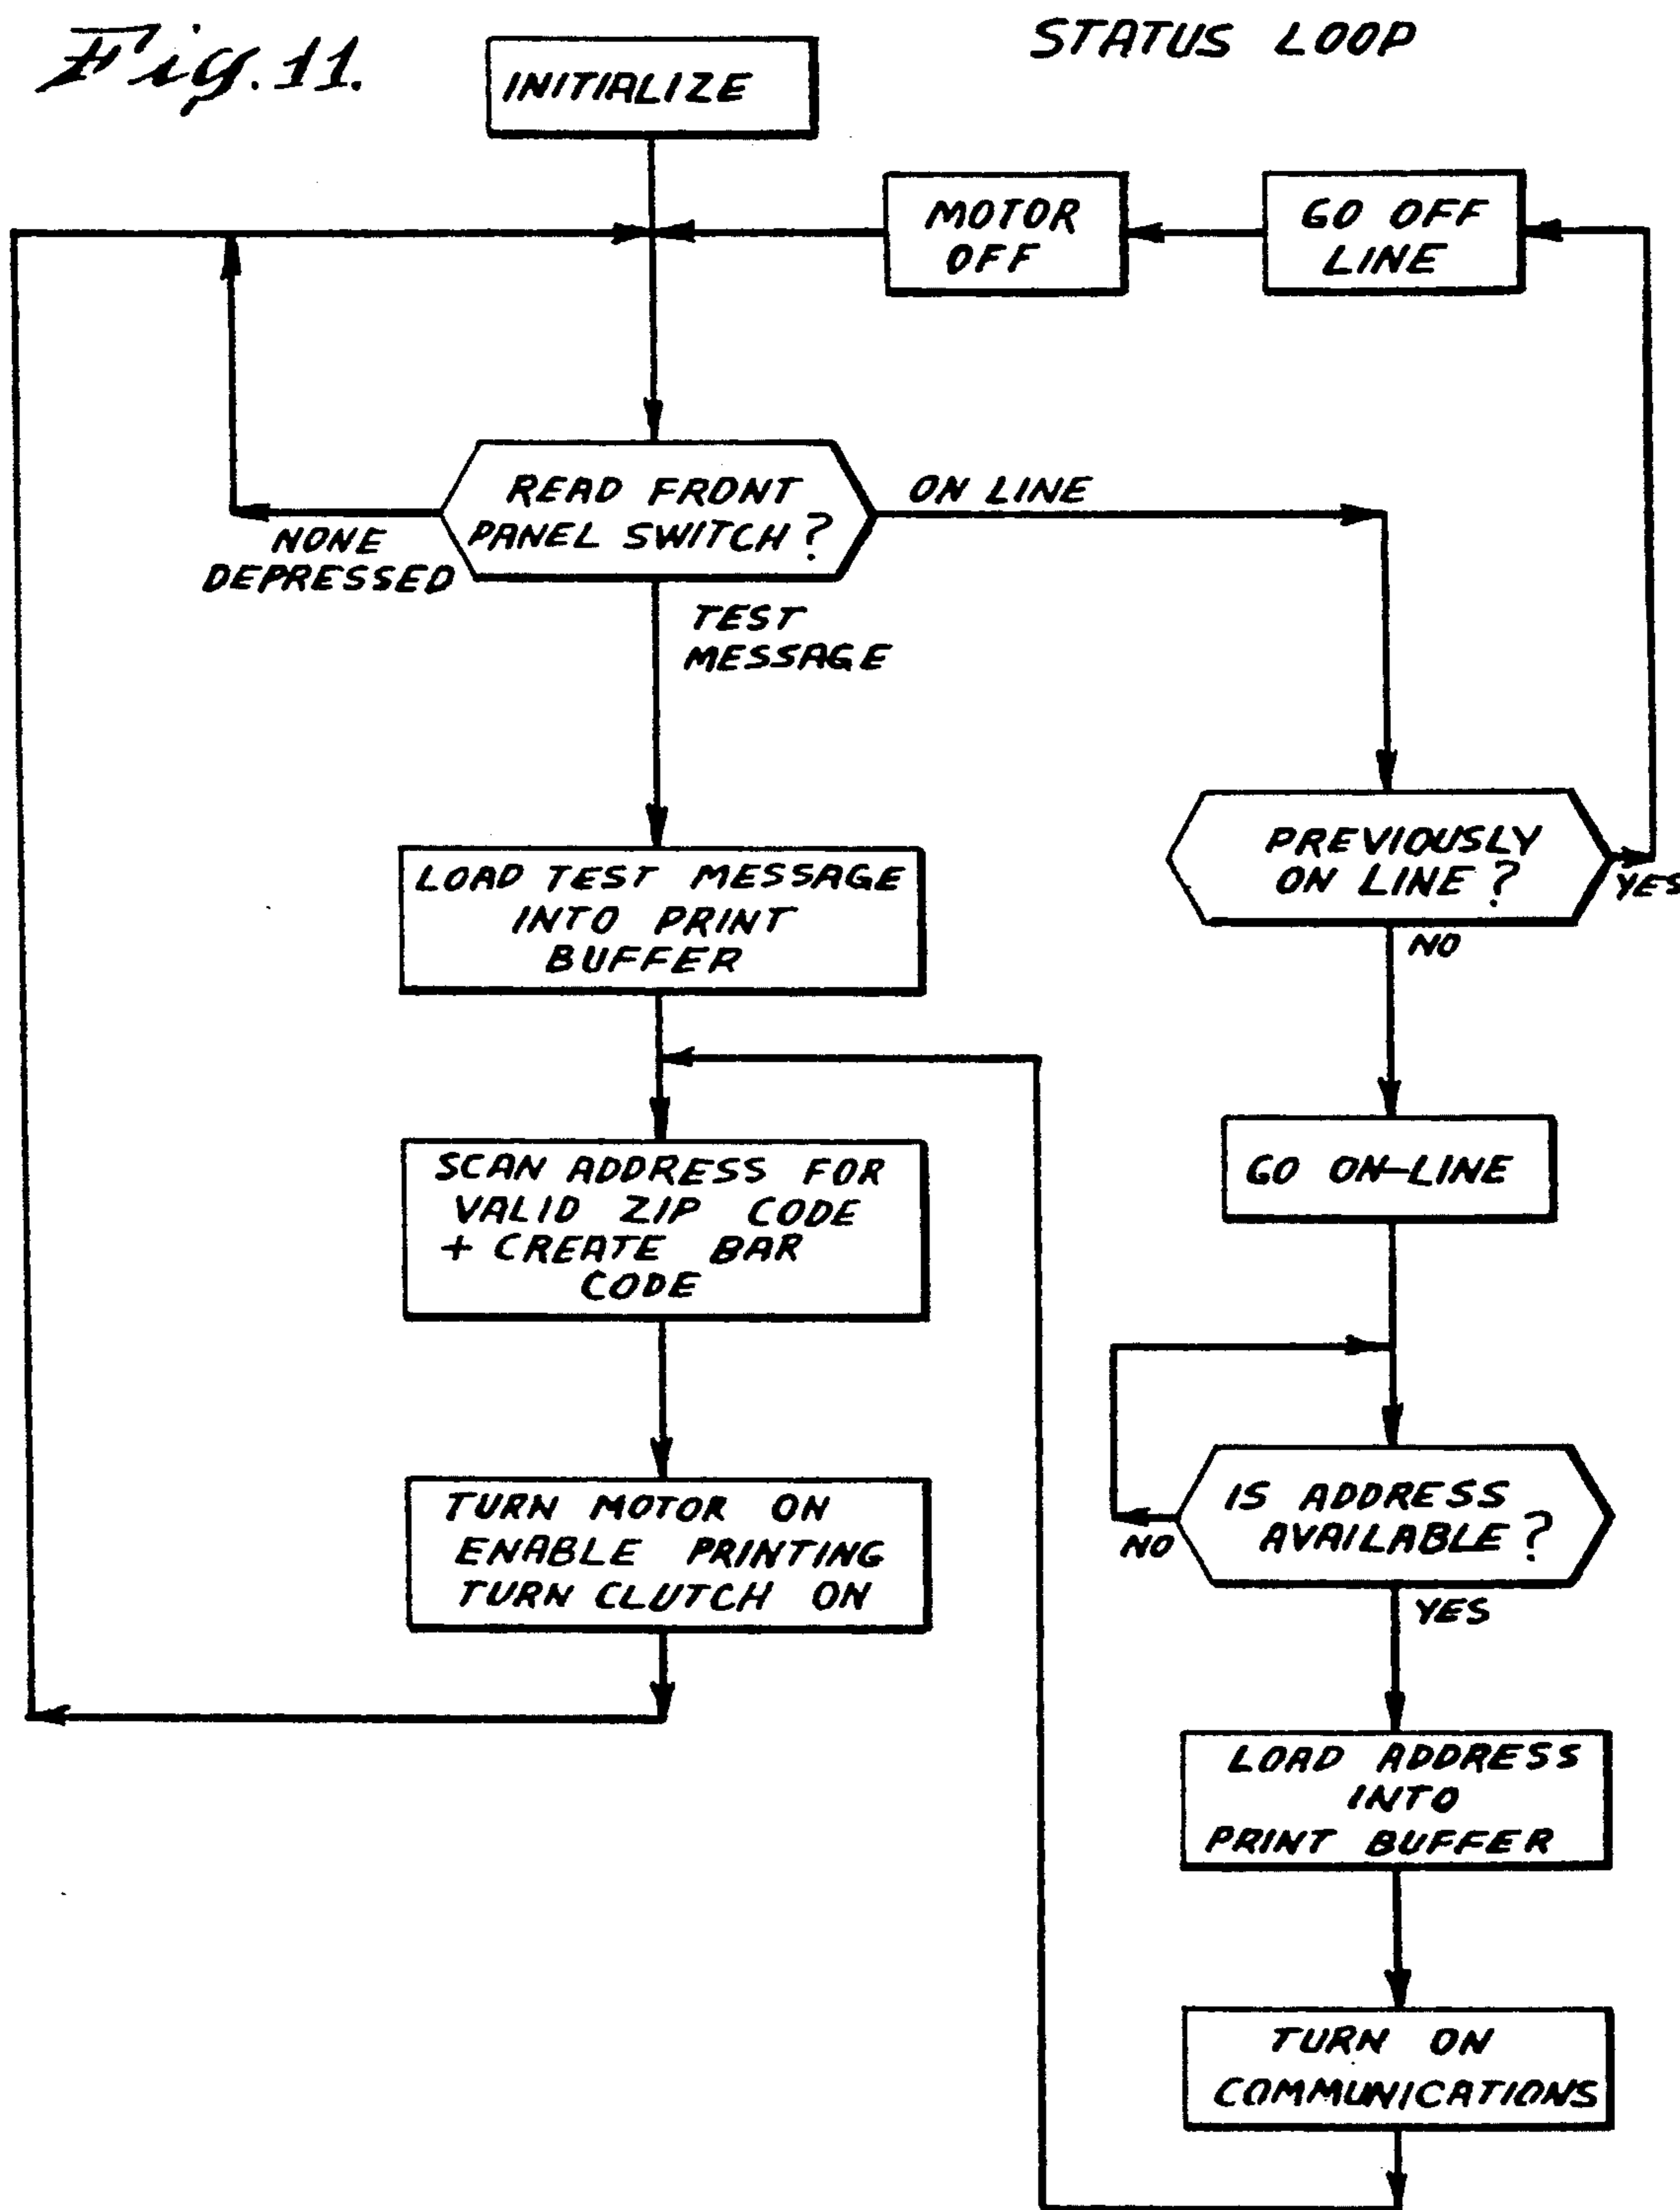 Fig. 11.
STATUS LOOP
INITIALIZE
MOTOR
OFF
GO OFF
LINE
READ FRONT
PANEL SWITCH?
ON LINE
NONE
DEPRESSED
TEST
MESSAGE
PREVIOUSLY
ON LINE?
YES
NO
LOAD TEST MESSAGE
INTO PRINT
BUFFER
GO ON-LINE
SCAN ADDRESS FOR
VALID ZIP CODE
+ CREATE BAR
CODE
IS ADDRESS
AVAILABLE?
NO
YES
TURN MOTOR ON
ENABLE PRINTING
TURN CLUTCH ON
LOAD ADDRESS
INTO
PRINT BUFFER
TURN ON
COMMUNICATIONS